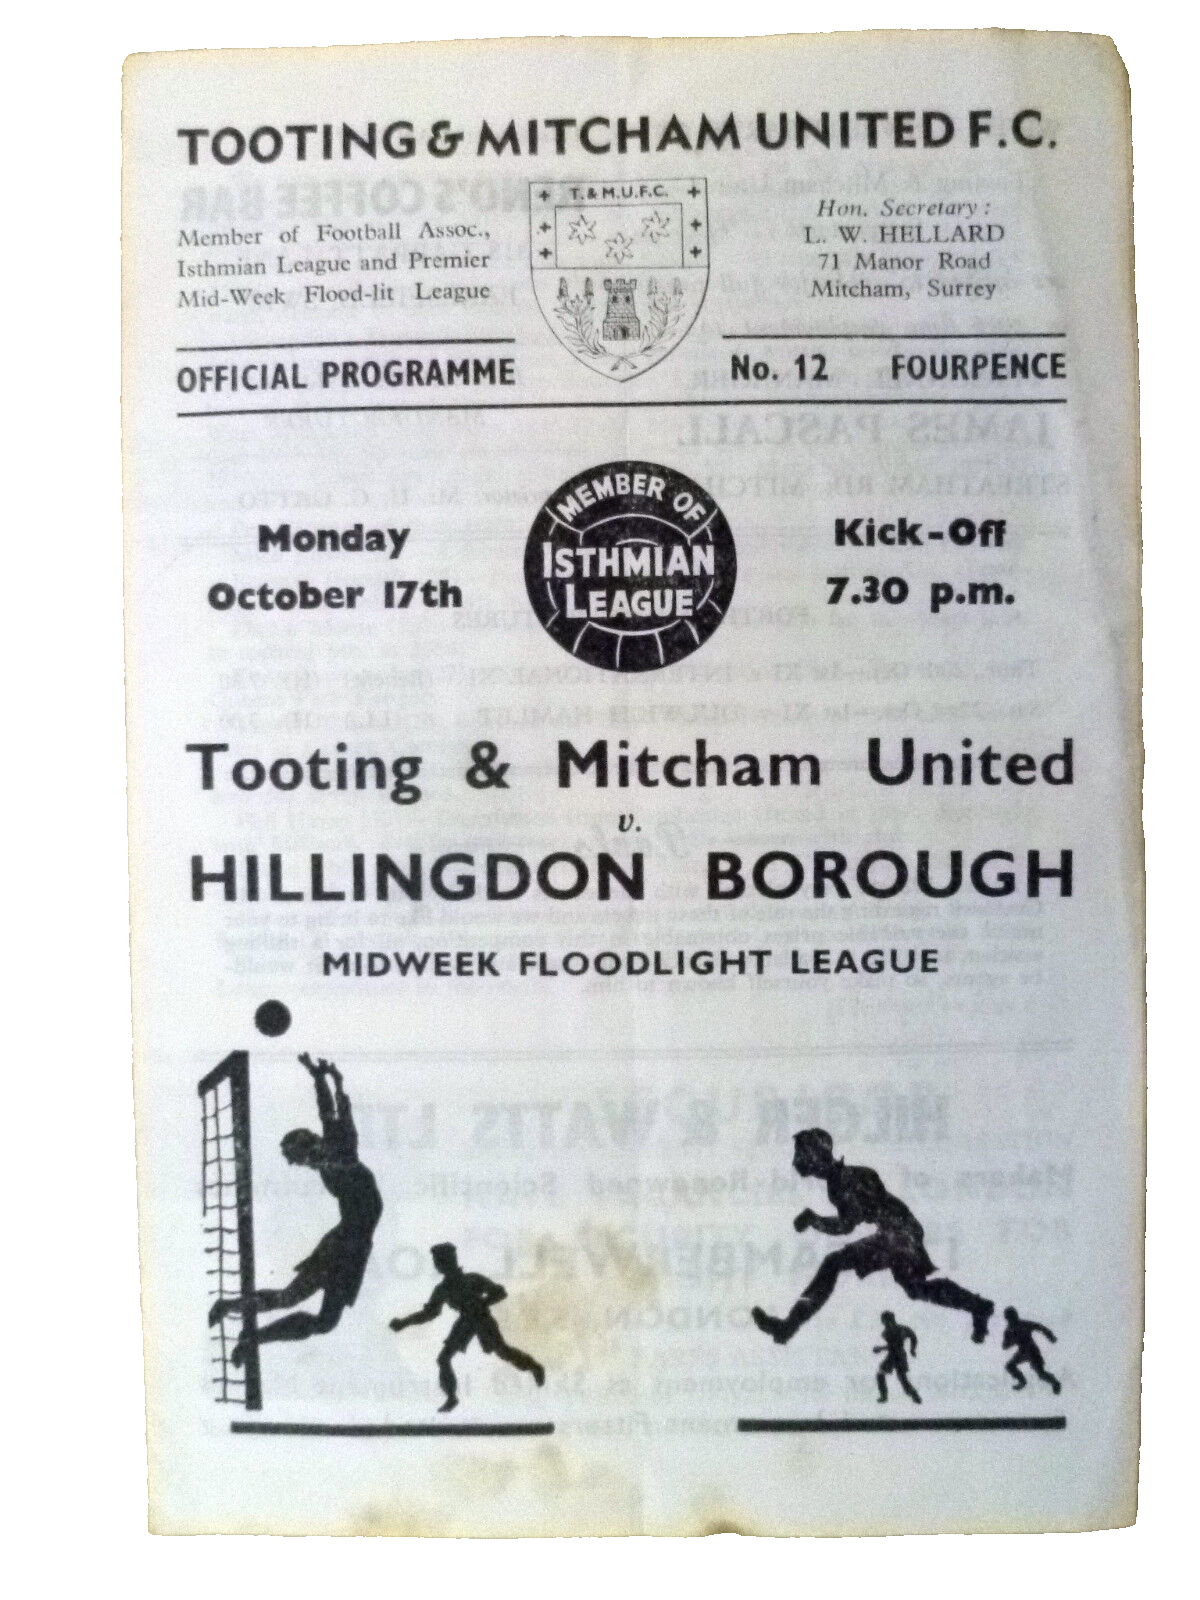 TOOTING & MITCHAM UNITED F.C.
Member of Football Assoc.,
Isthmian League and Premier
Mid-Week Flood-lit League
T. & M.U.F.C.
Hon. Secretary:
L. W. HELLARD
71 Manor Road
Mitcham, Surrey
OFFICIAL PROGRAMME
No. 12 FOURPENCE
Monday
October 17th
MEMBER OF
ISTHMIAN
LEAGUE
Kick-Off
7.30 p.m.
Tooting & Mitcham United
v.
HILLINGDON BOROUGH
MIDWEEK FLOODLIGHT LEAGUE